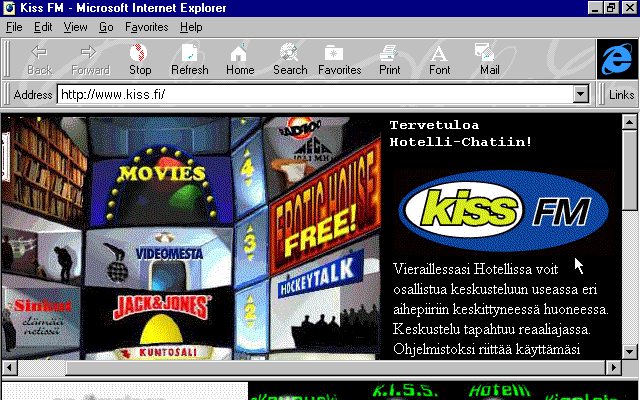 Kiss FM - Microsoft Internet Explorer
File Edit View Go Favorites Help
Back Forward Stop Refresh Home Search Favorites Print Font Mail
Address http://www.kiss.fi/ Links
Tervetuloa
Hotelli-Chatiin!
RADIO
MEGA
MOVIES
4
EROTIC HOUSE
FREE!
kiss FM
3
VIDEOMESTA
HOCKEYTALK
Vieraillessasi Hotellissa voit
osallistua keskusteluun useassa eri
aihepiiriin keskittyneessä huoneessa.
Keskustelu tapahtuu reaaliajassa.
Ohjelmistoksi riittää käyttämäsi
Sinkut
elämää
netissä
JACK & JONES
2
KUNTOSALI
K.I.S.S. Hotelli